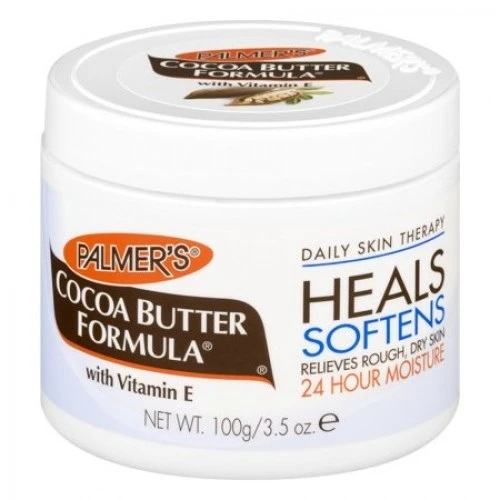 PALMER'S
COCOA BUTTER
FORMULA®
with Vitamin E
PALMER'S
PALMER'S®
COCOA BUTTER
FORMULA®
®
with Vitamin E
NET WT. 100g/3.5 oz. ℮
DAILY SKIN THERAPY
HEALS
SOFTENS
RELIEVES ROUGH, DRY SKIN
24 HOUR MOISTURE